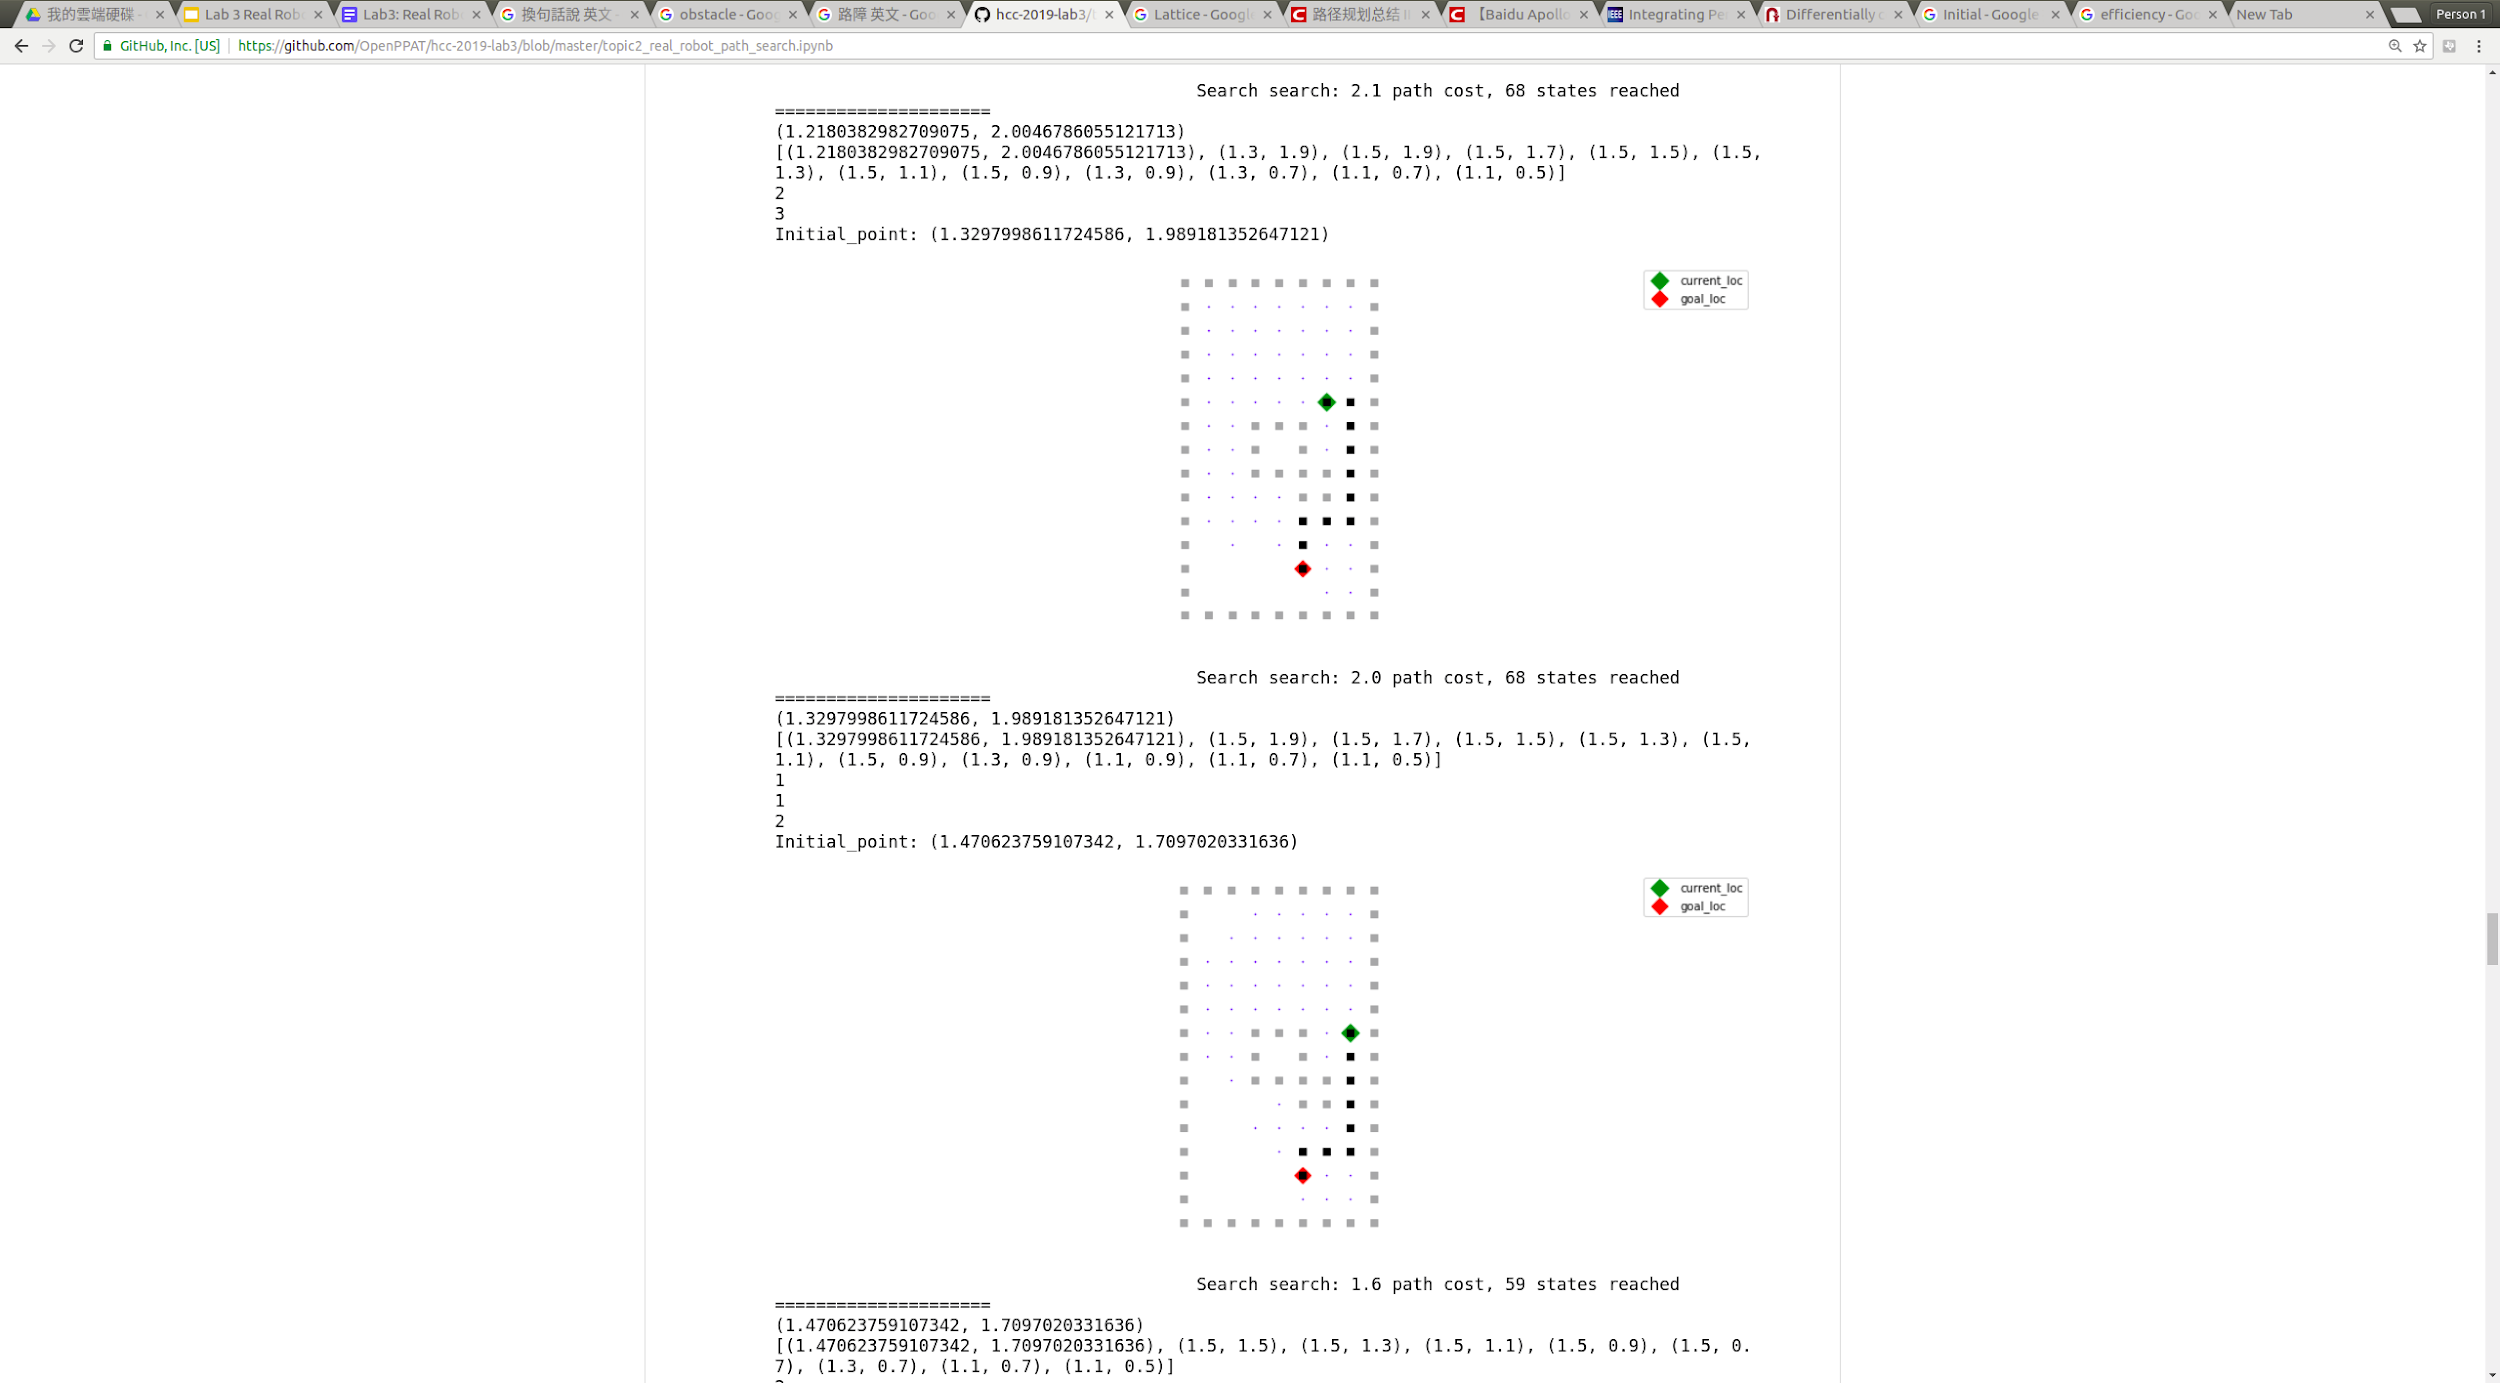 我的雲端硬碟 -
Lab 3 Real Rob
Lab3: Real Rob
換句話說 英文 -
obstacle - Goog
路障 英文 - Goo
hcc-2019-lab3/
Lattice - Google
路径规划总结
【Baidu Apollo
Integrating Pe
Differentially
Initial - Google
efficiency - Go
New Tab
Person 1
GitHub, Inc. [US] | https://github.com/OpenPPAT/hcc-2019-lab3/blob/master/topic2_real_robot_path_search.ipynb
Search search: 2.1 path cost, 68 states reached
=====================
(1.2180382982709075, 2.0046786055121713)
[(1.2180382982709075, 2.0046786055121713), (1.3, 1.9), (1.5, 1.9), (1.5, 1.7), (1.5, 1.5), (1.5,
1.3), (1.5, 1.1), (1.5, 0.9), (1.3, 0.9), (1.3, 0.7), (1.1, 0.7), (1.1, 0.5)]
2
3
Initial_point: (1.3297998611724586, 1.989181352647121)
current_loc
goal_loc
Search search: 2.0 path cost, 68 states reached
=====================
(1.3297998611724586, 1.989181352647121)
[(1.3297998611724586, 1.989181352647121), (1.5, 1.9), (1.5, 1.7), (1.5, 1.5), (1.5, 1.3), (1.5,
1.1), (1.5, 0.9), (1.3, 0.9), (1.1, 0.9), (1.1, 0.7), (1.1, 0.5)]
1
1
2
Initial_point: (1.470623759107342, 1.7097020331636)
current_loc
goal_loc
Search search: 1.6 path cost, 59 states reached
=====================
(1.470623759107342, 1.7097020331636)
[(1.470623759107342, 1.7097020331636), (1.5, 1.5), (1.5, 1.3), (1.5, 1.1), (1.5, 0.9), (1.5, 0.
7), (1.3, 0.7), (1.1, 0.7), (1.1, 0.5)]